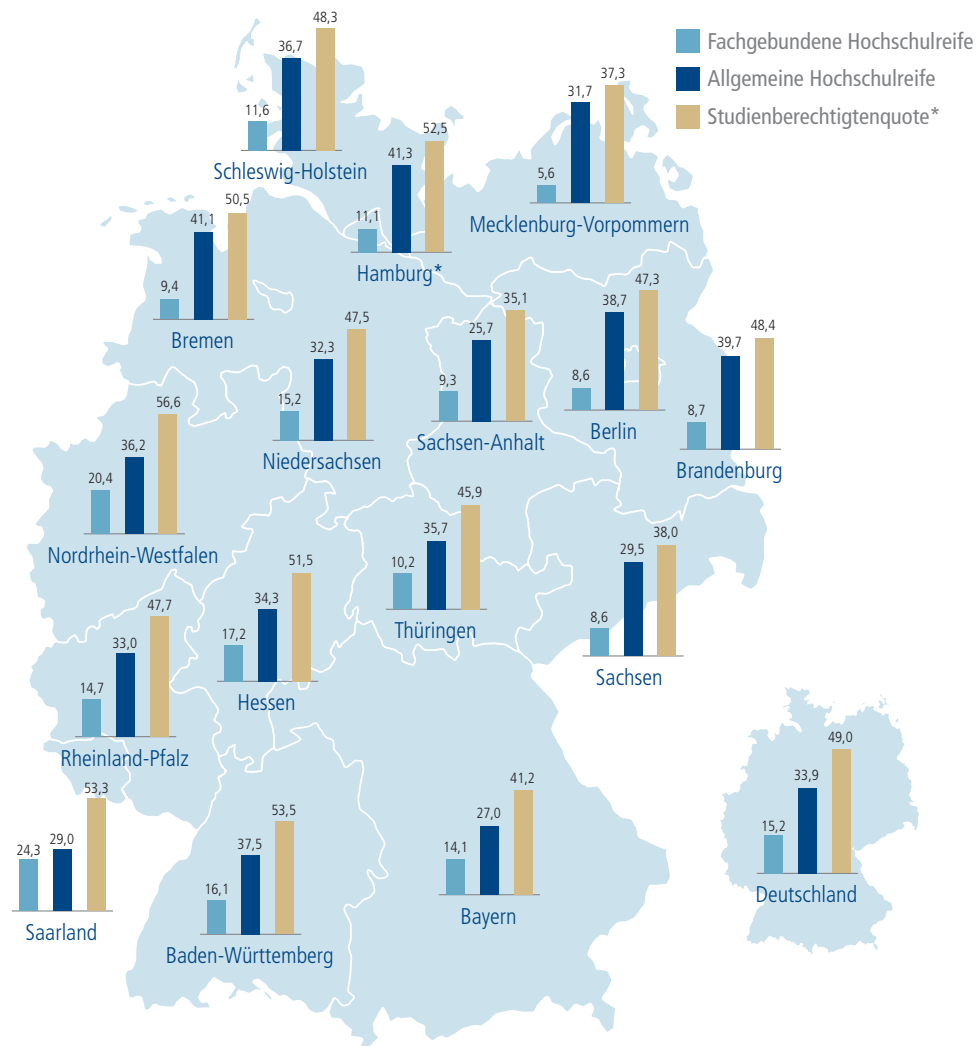 Fachgebundene Hochschulreife
Allgemeine Hochschulreife
Studienberechtigtenquote*
11,6 36,7 48,3
Schleswig-Holstein
11,1 41,3 52,5
Hamburg*
5,6 31,7 37,3
Mecklenburg-Vorpommern
9,4 41,1 50,5
Bremen
15,2 32,3 47,5
Niedersachsen
9,3 25,7 35,1
Sachsen-Anhalt
8,6 38,7 47,3
Berlin
8,7 39,7 48,4
Brandenburg
20,4 36,2 56,6
Nordrhein-Westfalen
17,2 34,3 51,5
Hessen
10,2 35,7 45,9
Thüringen
8,6 29,5 38,0
Sachsen
14,7 33,0 47,7
Rheinland-Pfalz
24,3 29,0 53,3
Saarland
16,1 37,5 53,5
Baden-Württemberg
14,1 27,0 41,2
Bayern
15,2 33,9 49,0
Deutschland